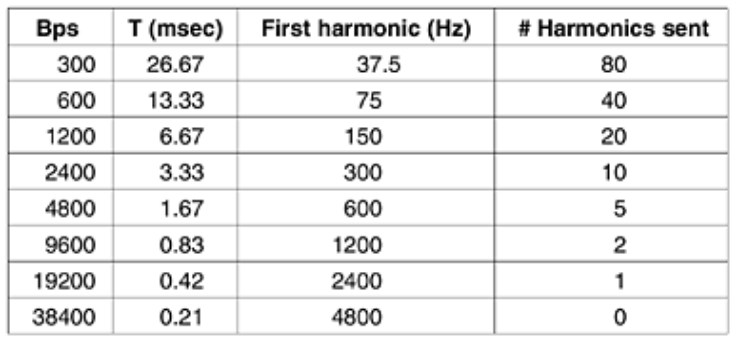 Bps T (msec) First harmonic (Hz) # Harmonics sent
300 26.67 37.5 80
600 13.33 75 40
1200 6.67 150 20
2400 3.33 300 10
4800 1.67 600 5
9600 0.83 1200 2
19200 0.42 2400 1
38400 0.21 4800 0